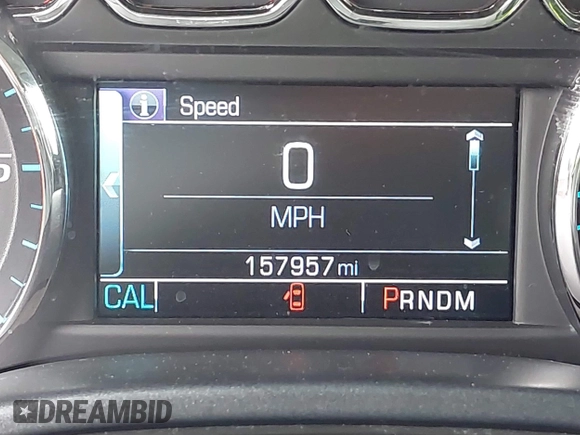 Speed
0
MPH
157957 mi
CAL
PRNDM
DREAMBID